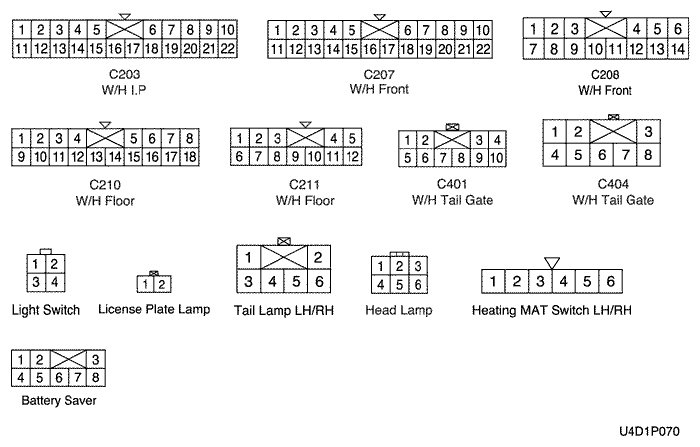 1 2 3 4 5 6 7 8 9 10
11 12 13 14 15 16 17 18 19 20 21 22
C203
W/H I.P
1 2 3 4 5 6 7 8 9 10
11 12 13 14 15 16 17 18 19 20 21 22
C207
W/H Front
1 2 3 4 5 6
7 8 9 10 11 12 13 14
C208
W/H Front
1 2 3 4 5 6 7 8
9 10 11 12 13 14 15 16 17 18
C210
W/H Floor
1 2 3 4 5
6 7 8 9 10 11 12
C211
W/H Floor
1 2 3 4
5 6 7 8 9 10
C401
W/H Tail Gate
1 2 3
4 5 6 7 8
C404
W/H Tail Gate
1 2
3 4
Light Switch
1 2
License Plate Lamp
1 2
3 4 5 6
Tail Lamp LH/RH
1 2 3
4 5 6
Head Lamp
1 2 3 4 5 6
Heating MAT Switch LH/RH
1 2 3
4 5 6 7 8
Battery Saver
U4D1P070